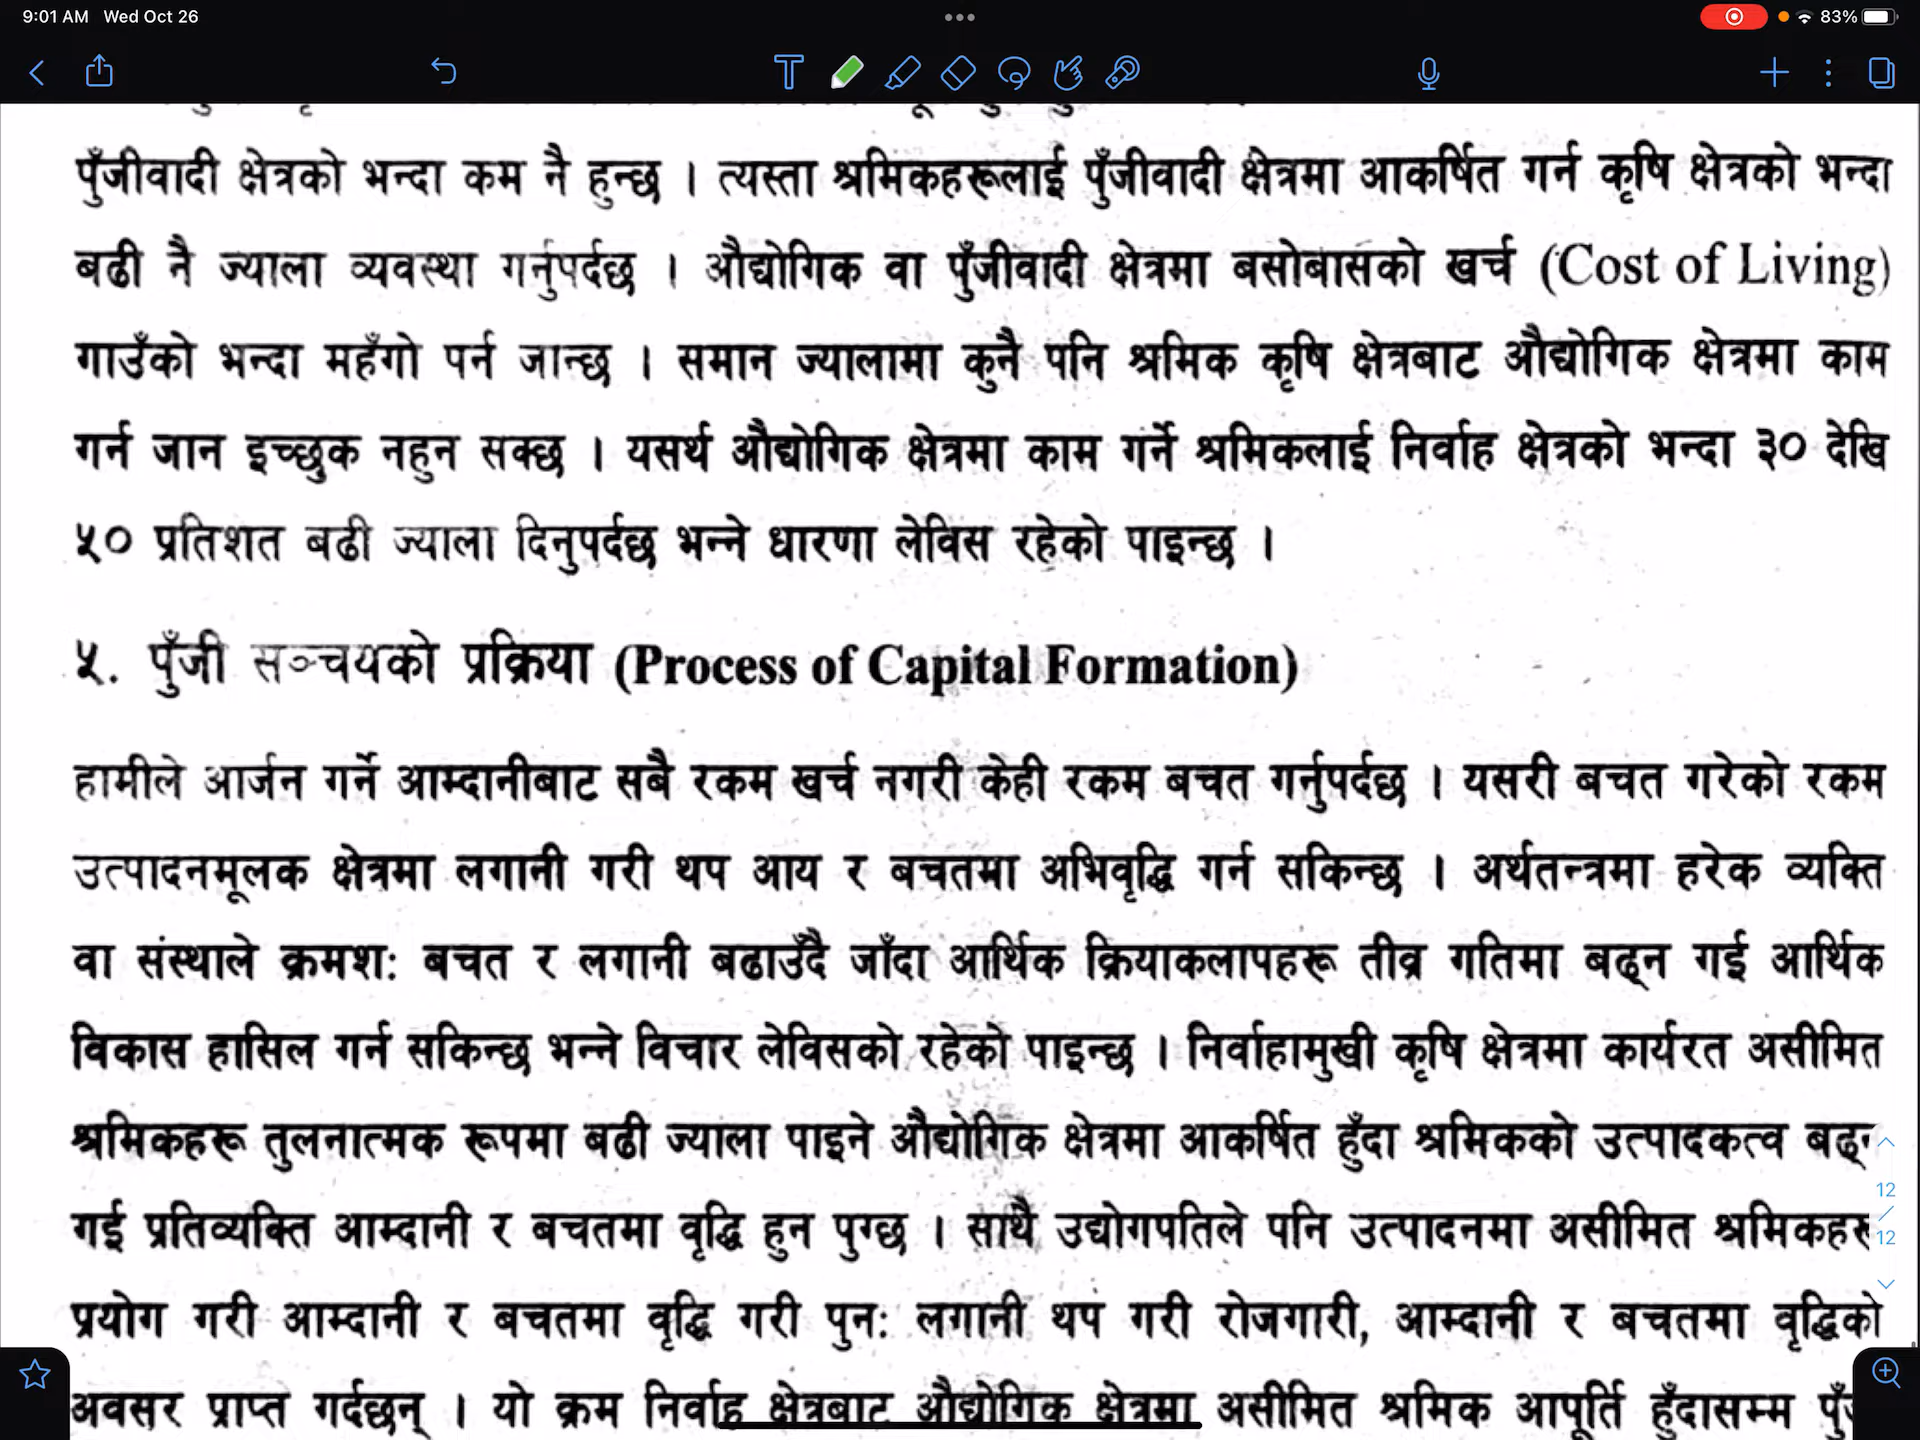 9:01 AM Wed Oct 26
83%
पुँजीवादी क्षेत्रको भन्दा कम नै हुन्छ । त्यस्ता श्रमिकहरूलाई पुँजीवादी क्षेत्रमा आकर्षित गर्न कृषि क्षेत्रको भन्दा
बढी नै ज्याला व्यवस्था गर्नुपर्दछ । औद्योगिक वा पुँजीवादी क्षेत्रमा बसोबासको खर्च (Cost of Living)
गाउँको भन्दा महँगो पर्न जान्छ । समान ज्यालामा कुनै पनि श्रमिक कृषि क्षेत्रबाट औद्योगिक क्षेत्रमा काम
गर्न जान इच्छुक नहुन सक्छ । यसर्थ औद्योगिक क्षेत्रमा काम गर्ने श्रमिकलाई निर्वाह क्षेत्रको भन्दा ३० देखि
५० प्रतिशत बढी ज्याला दिनुपर्दछ भन्ने धारणा लेविस रहेको पाइन्छ ।
५. पुँजी सञ्चयको प्रक्रिया (Process of Capital Formation)
हामीले आर्जन गर्ने आम्दानीबाट सबै रकम खर्च नगरी केही रकम बचत गर्नुपर्दछ । यसरी बचत गरेको रकम
उत्पादनमूलक क्षेत्रमा लगानी गरी थप आय र बचतमा अभिवृद्धि गर्न सकिन्छ । अर्थतन्त्रमा हरेक व्यक्ति
वा संस्थाले क्रमशः बचत र लगानी बढाउँदै जाँदा आर्थिक क्रियाकलापहरू तीव्र गतिमा बढ्न गई आर्थिक
विकास हासिल गर्न सकिन्छ भन्ने विचार लेविसको रहेको पाइन्छ । निर्वाहामुखी कृषि क्षेत्रमा कार्यरत असीमित
श्रमिकहरू तुलनात्मक रूपमा बढी ज्याला पाइने औद्योगिक क्षेत्रमा आकर्षित हुँदा श्रमिकको उत्पादकत्व बढ्न
गई प्रतिव्यक्ति आम्दानी र बचतमा वृद्धि हुन पुग्छ । साथै उद्योगपतिले पनि उत्पादनमा असीमित श्रमिकहरू
प्रयोग गरी आम्दानी र बचतमा वृद्धि गरी पुनः लगानी थप गरी रोजगारी, आम्दानी र बचतमा वृद्धिको
अवसर प्राप्त गर्दछन् । यो क्रम निर्वाह क्षेत्रबाट औद्योगिक क्षेत्रमा असीमित श्रमिक आपूर्ति हुँदासम्म
12
/
12